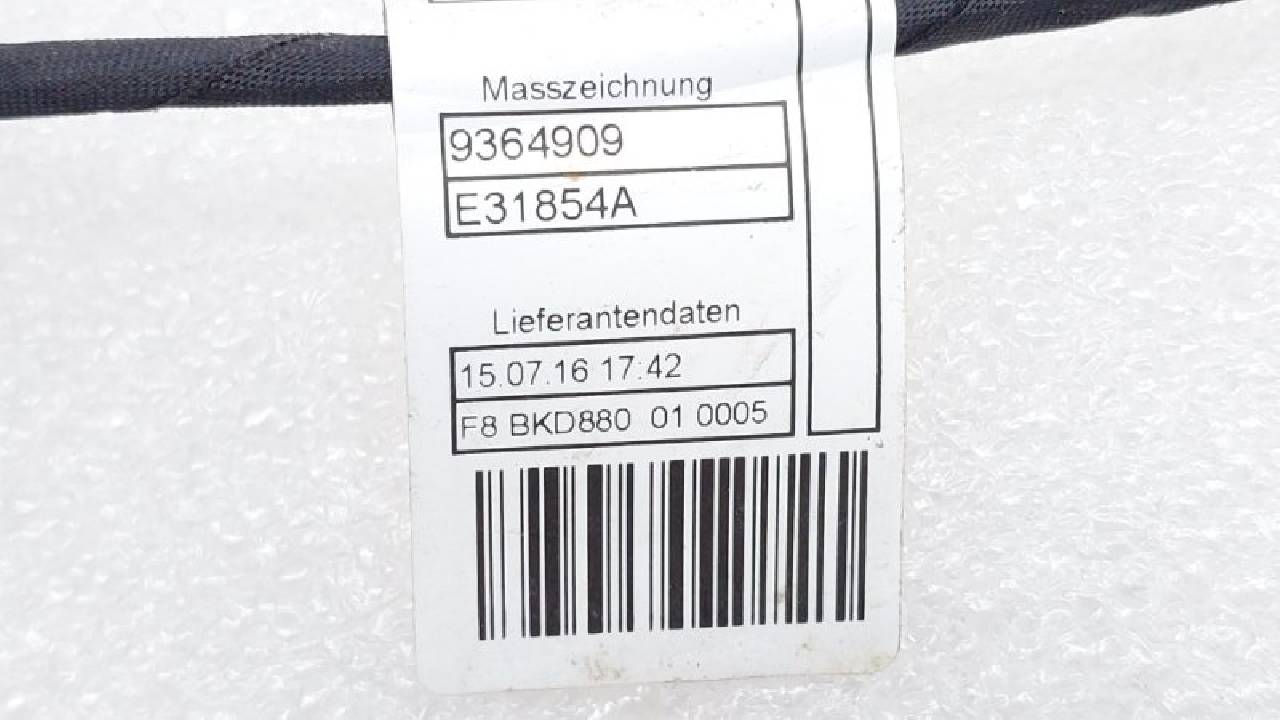 Masszeichnung
9364909
E31854A
Lieferantendaten
15.07.16 17:42
F8 BKD880 01 0005